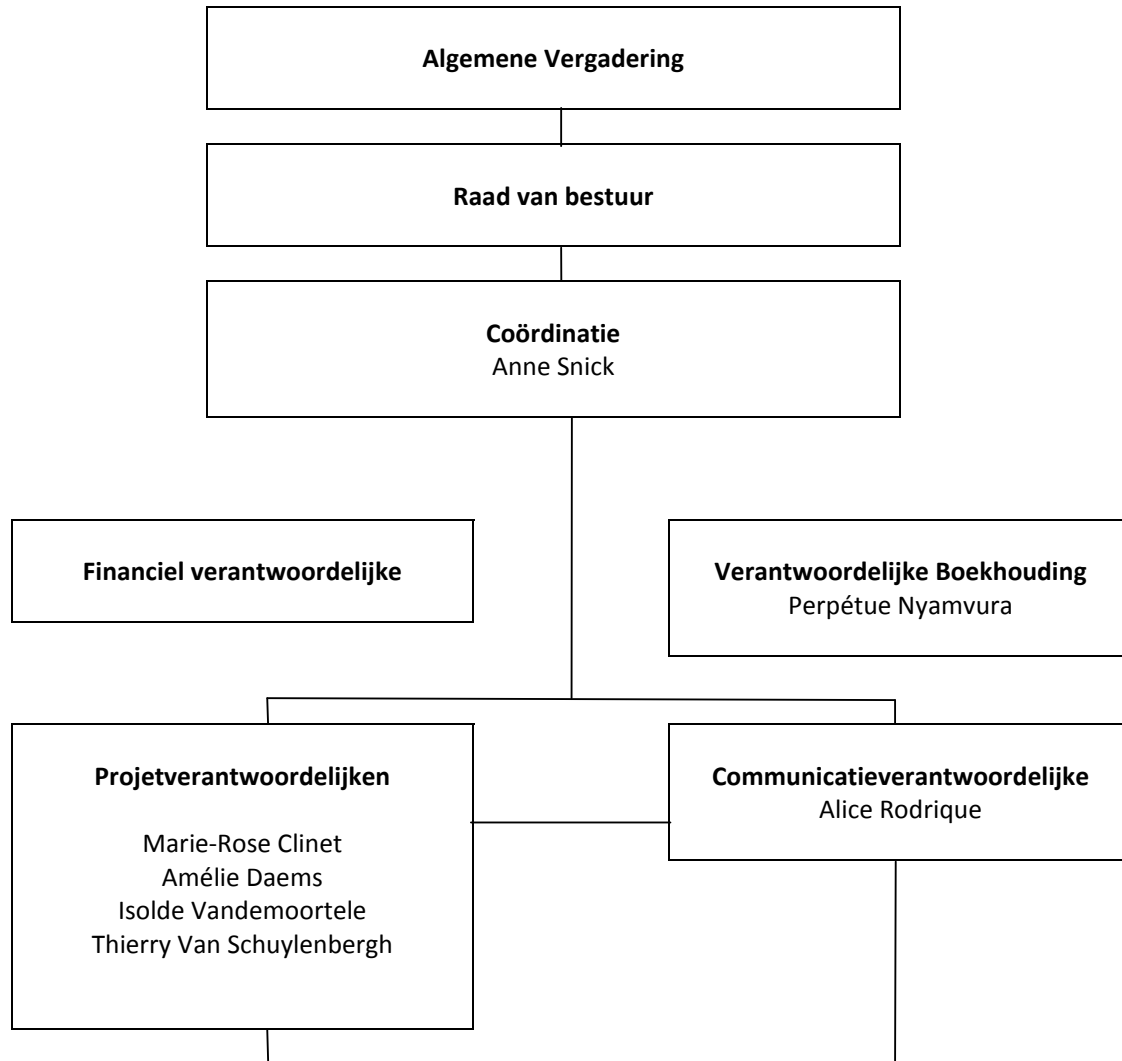 Algemene Vergadering
Raad van bestuur
Coördinatie
Anne Snick
Financiel verantwoordelijke
Verantwoordelijke Boekhouding
Perpétue Nyamvura
Projetverantwoordelijken
Marie-Rose Clinet
Amélie Daems
Isolde Vandemoortele
Thierry Van Schuylenbergh
Communicatieverantwoordelijke
Alice Rodrique